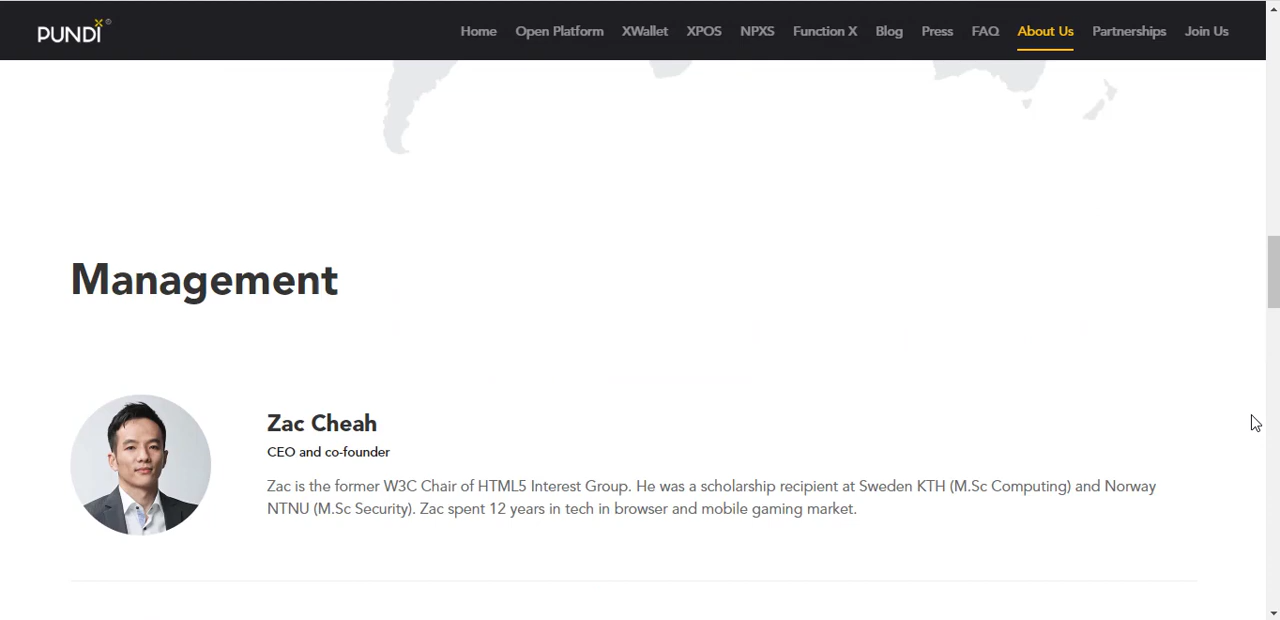 PUNDI X
Home Open Platform XWallet XPOS NPXS Function X Blog Press FAQ About Us Partnerships Join Us
Management
Zac Cheah
CEO and co-founder
Zac is the former W3C Chair of HTML5 Interest Group. He was a scholarship recipient at Sweden KTH (M.Sc Computing) and Norway
NTNU (M.Sc Security). Zac spent 12 years in tech in browser and mobile gaming market.